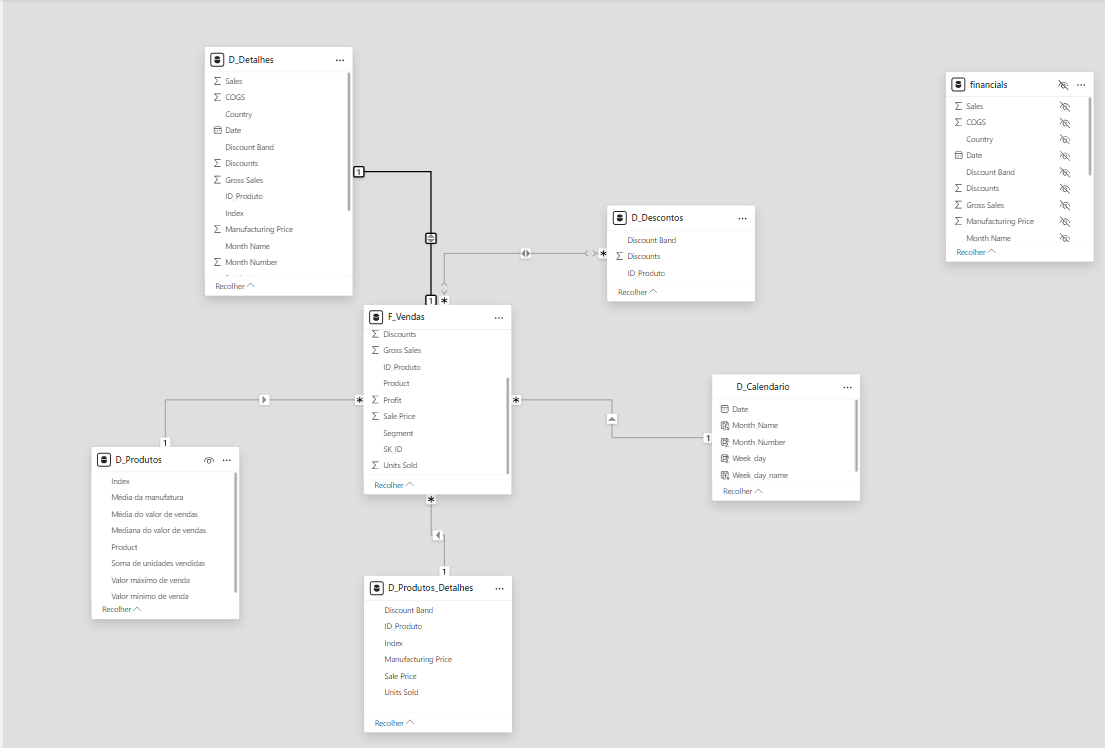 D_Detalhes
Sales
COGS
Country
Date
Discount Band
Discounts
Gross Sales
ID_Produto
Index
Manufacturing Price
Month Name
Month Number
Recolher
financials
Sales
COGS
Country
Date
Discount Band
Discounts
Gross Sales
Manufacturing Price
Month Name
Recolher
1
D_Descontos
Discount Band
Discounts
ID_Produto
Recolher
*
1
*
F_Vendas
Discounts
Gross Sales
ID_Produto
Product
Profit
Sale Price
Segment
SK_ID
Units Sold
Recolher
*
*
*
D_Calendario
Date
Month_Name
Month_Number
Week_day
Week_day_name
Recolher
1
1
D_Produtos
Index
Média da manufatura
Média do valor de vendas
Mediana do valor de vendas
Product
Soma de unidades vendidas
Valor máximo de venda
Valor minimo de venda
Recolher
1
D_Produtos_Detalhes
Discount Band
ID_Produto
Index
Manufacturing Price
Sale Price
Units Sold
Recolher